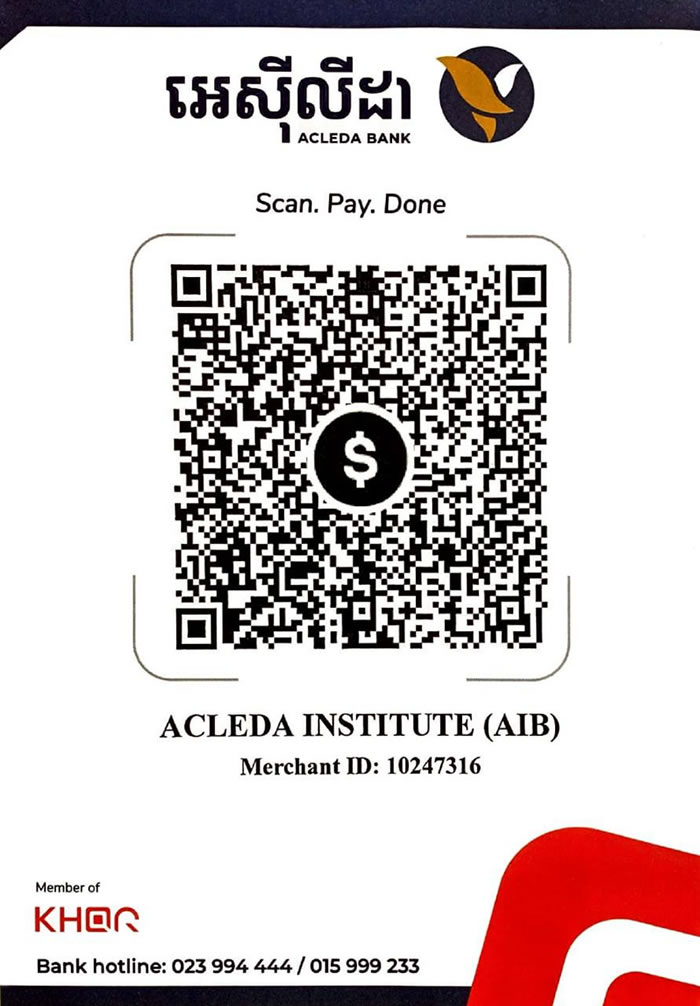 អេស៊ីលីដា
ACLEDA BANK
Scan. Pay. Done
$
ACLEDA INSTITUTE (AIB)
Merchant ID: 10247316
Member of
KHQR
Bank hotline: 023 994 444 / 015 999 233